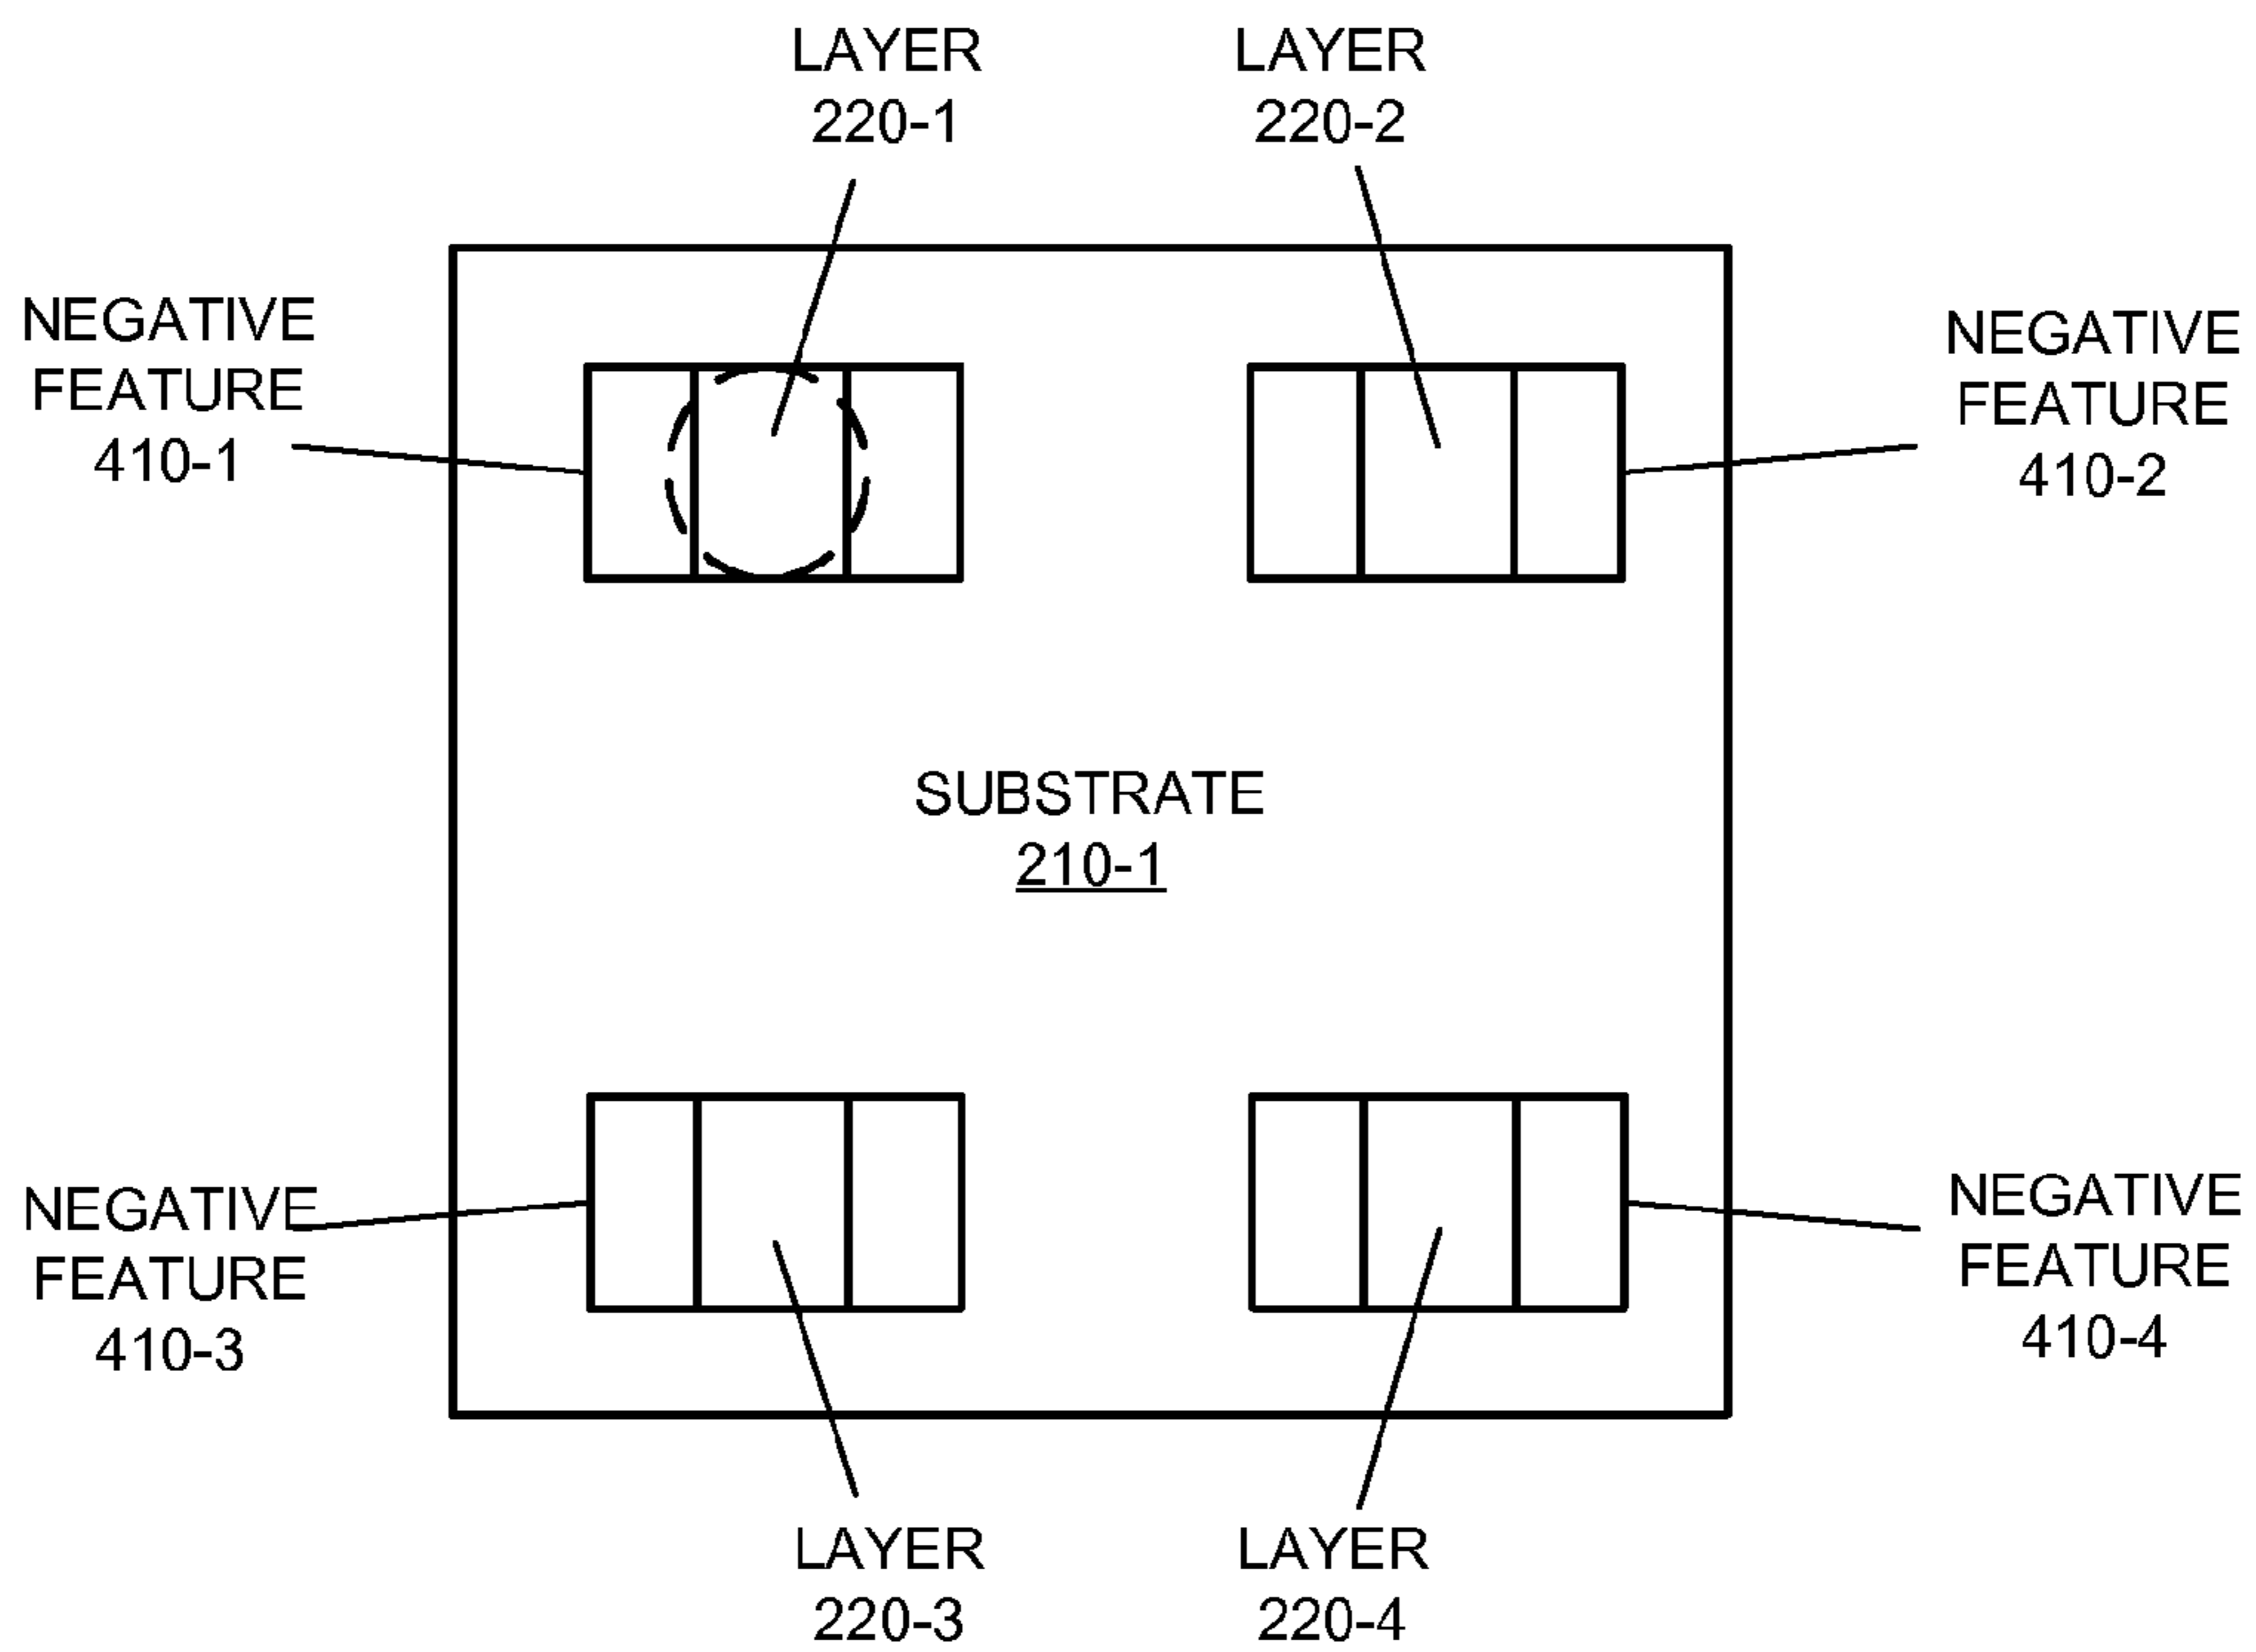 LAYER
220-1
LAYER
220-2
NEGATIVE
FEATURE
410-1
NEGATIVE
FEATURE
410-2
SUBSTRATE
210-1
NEGATIVE
FEATURE
410-3
NEGATIVE
FEATURE
410-4
LAYER
220-3
LAYER
220-4